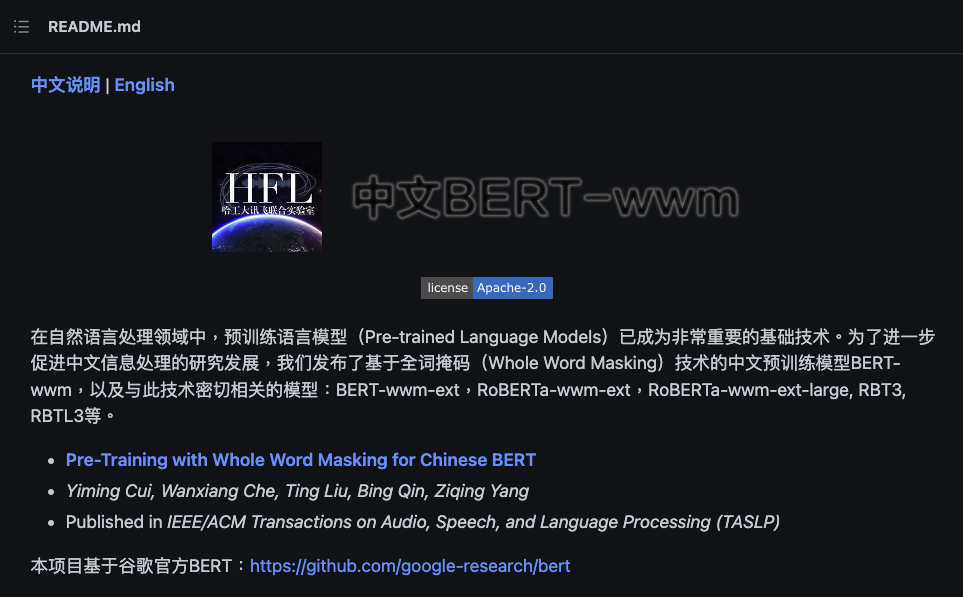 README.md
中文说明 | English
HFL
哈工大讯飞联合实验室
中文BERT-wwm
license Apache-2.0
在自然语言处理领域中，预训练语言模型（Pre-trained Language Models）已成为非常重要的基础技术。为了进一步
促进中文信息处理的研究发展，我们发布了基于全词掩码（Whole Word Masking）技术的中文预训练模型BERT-
wwm，以及与此技术密切相关的模型：BERT-wwm-ext，RoBERTa-wwm-ext，RoBERTa-wwm-ext-large, RBT3,
RBTL3等。
Pre-Training with Whole Word Masking for Chinese BERT
Yiming Cui, Wanxiang Che, Ting Liu, Bing Qin, Ziqing Yang
Published in IEEE/ACM Transactions on Audio, Speech, and Language Processing (TASLP)
本项目基于谷歌官方BERT：https://github.com/google-research/bert